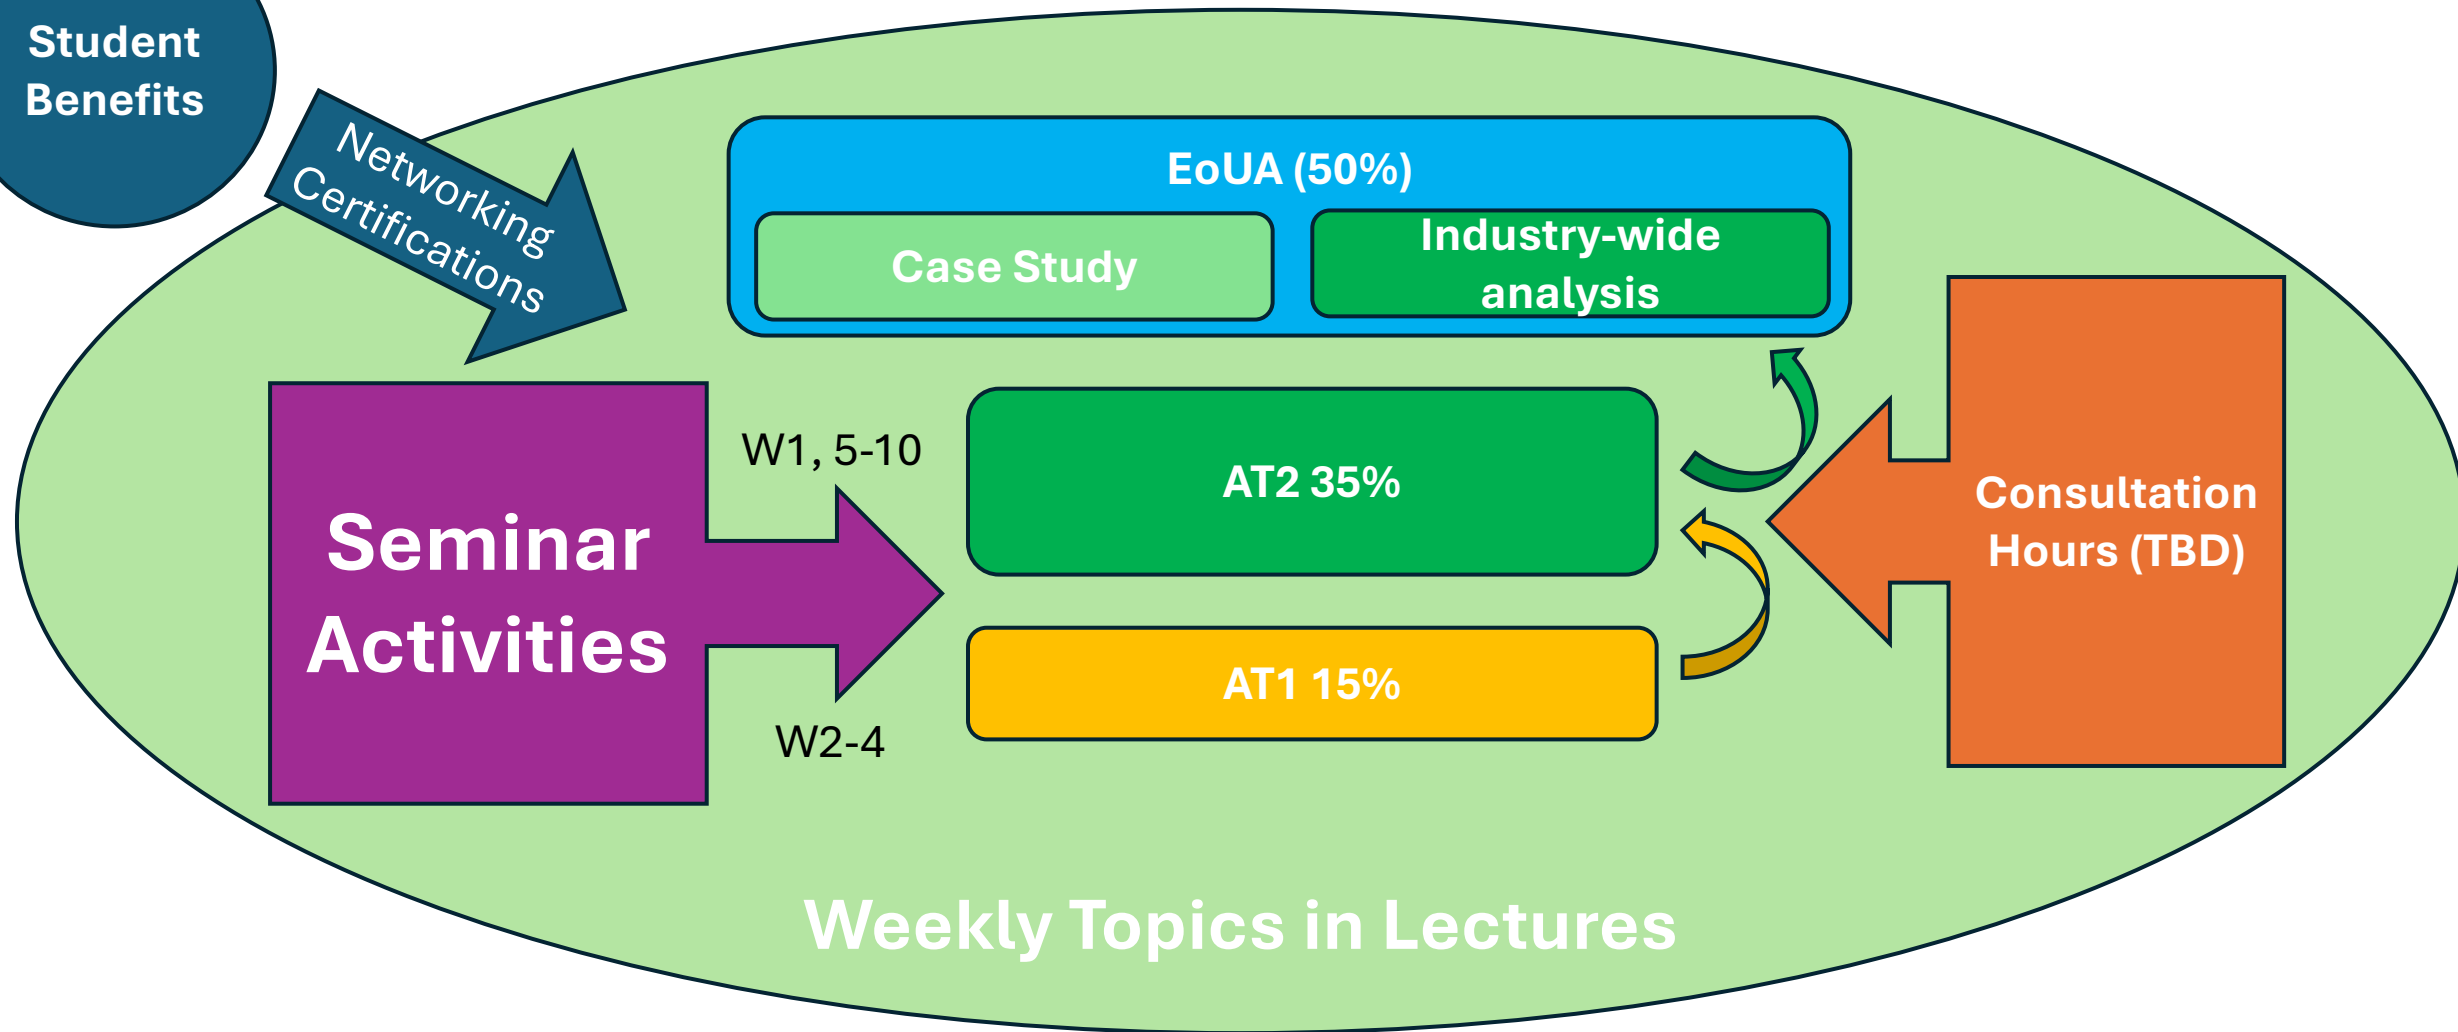 Student
Benefits
Networking
Certifications
EoUA (50%)
Case Study
Industry-wide
analysis
W1, 5-10
AT2 35%
Seminar
Activities
Consultation
Hours (TBD)
AT1 15%
W2-4
Weekly Topics in Lectures